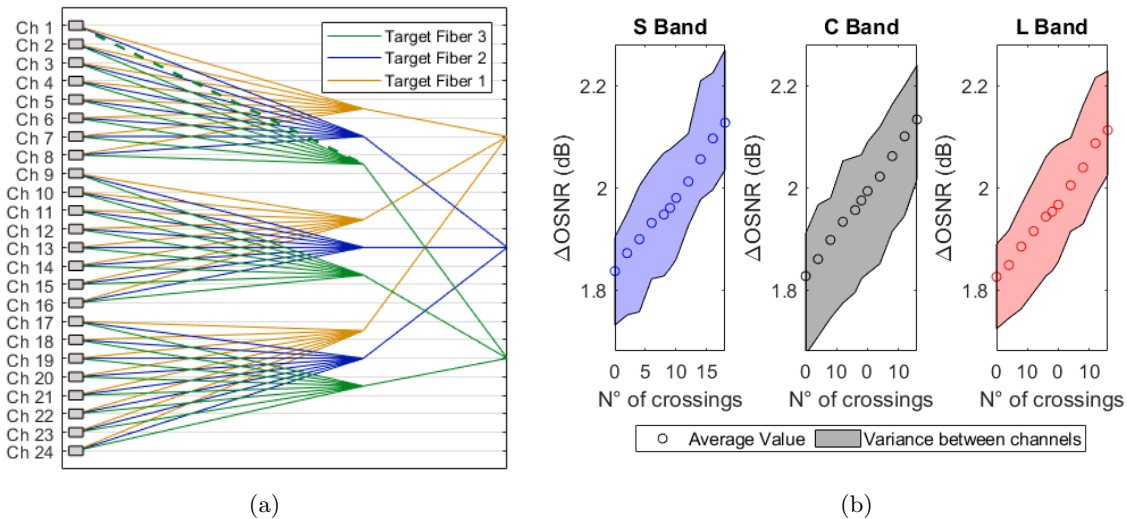 Ch 1
Ch 2
Ch 3
Ch 4
Ch 5
Ch 6
Ch 7
Ch 8
Ch 9
Ch 10
Ch 11
Ch 12
Ch 13
Ch 14
Ch 15
Ch 16
Ch 17
Ch 18
Ch 19
Ch 20
Ch 21
Ch 22
Ch 23
Ch 24
Target Fiber 3
Target Fiber 2
Target Fiber 1
(a)
S Band
ΔOSNR (dB)
2.2
2
1.8
0 5 10 15
N° of crossings
C Band
ΔOSNR (dB)
2.2
2
1.8
0 10 0 10
N° of crossings
L Band
ΔOSNR (dB)
2.2
2
1.8
0 10 0 10
N° of crossings
Average Value
Variance between channels
(b)